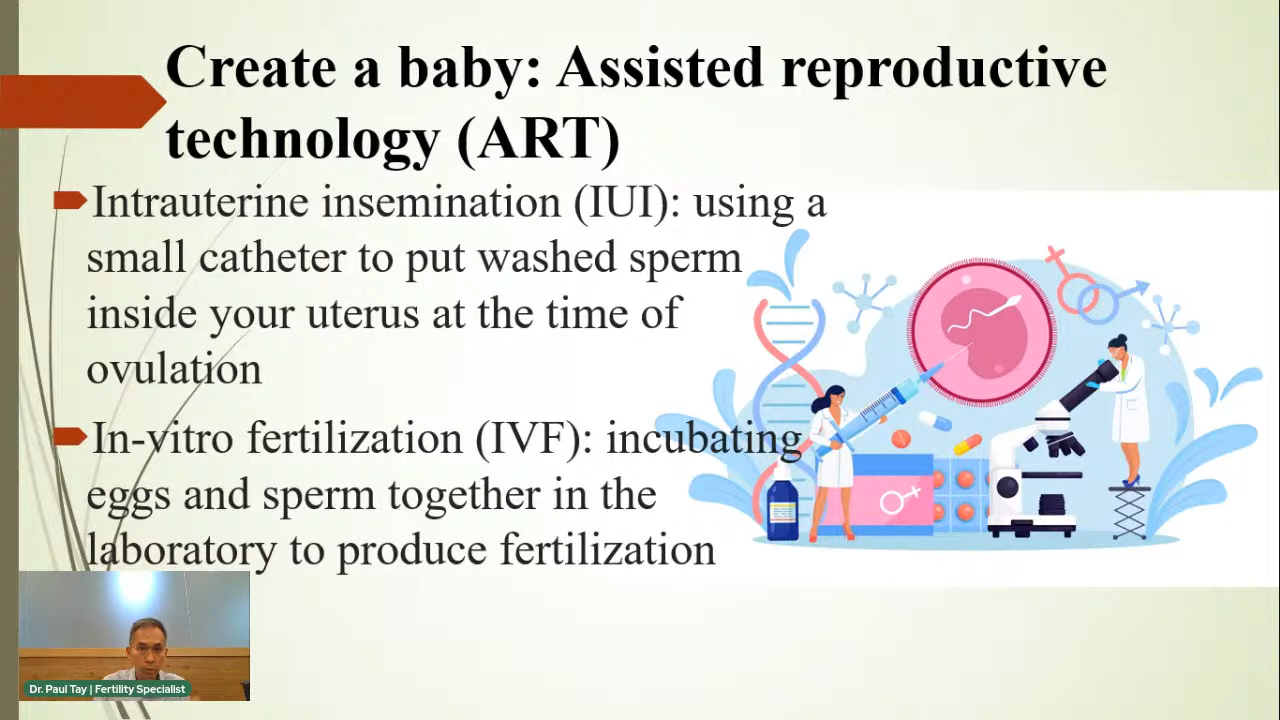 Create a baby: Assisted reproductive
technology (ART)
Intrauterine insemination (IUI): using a
small catheter to put washed sperm
inside your uterus at the time of
ovulation
In-vitro fertilization (IVF): incubating
eggs and sperm together in the
laboratory to produce fertilization
Dr. Paul Tay | Fertility Specialist